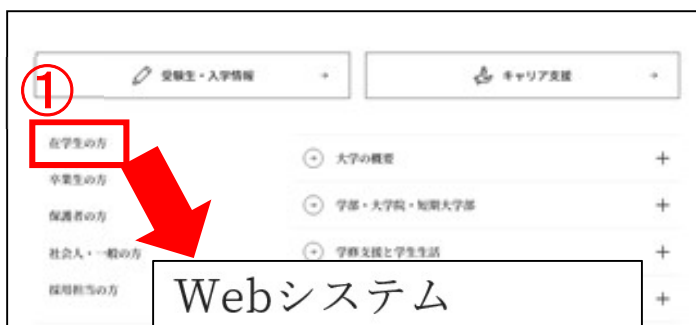 受験生・入学情報
キャリア支援
①
在学生の方
卒業生の方
保護者の方
社会人・一般の方
採用担当の方
大学の概要
学部・大学院・短期大学部
学修支援と学生生活
Webシステム